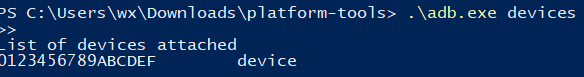 PS C:\Users\wx\Downloads\platform-tools> .\adb.exe devices
>>
List of devices attached
0123456789ABCDEF        device